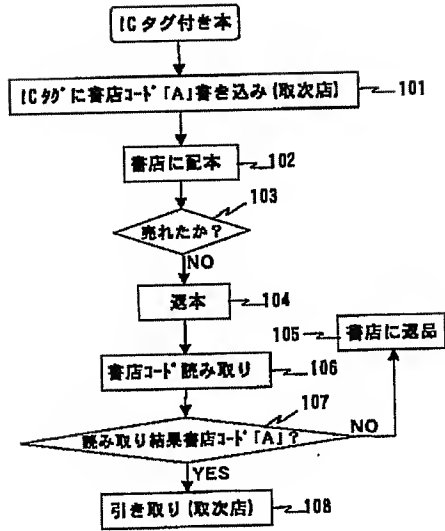 ICタグ付き本
ICタグに書店コード「A」書き込み(取次店)
101
書店に配本
102
103
売れたか?
NO
返本
104
105
書店に返品
書店コード読み取り
106
107
読み取り結果書店コード「A」?
NO
YES
引き取り(取次店)
108